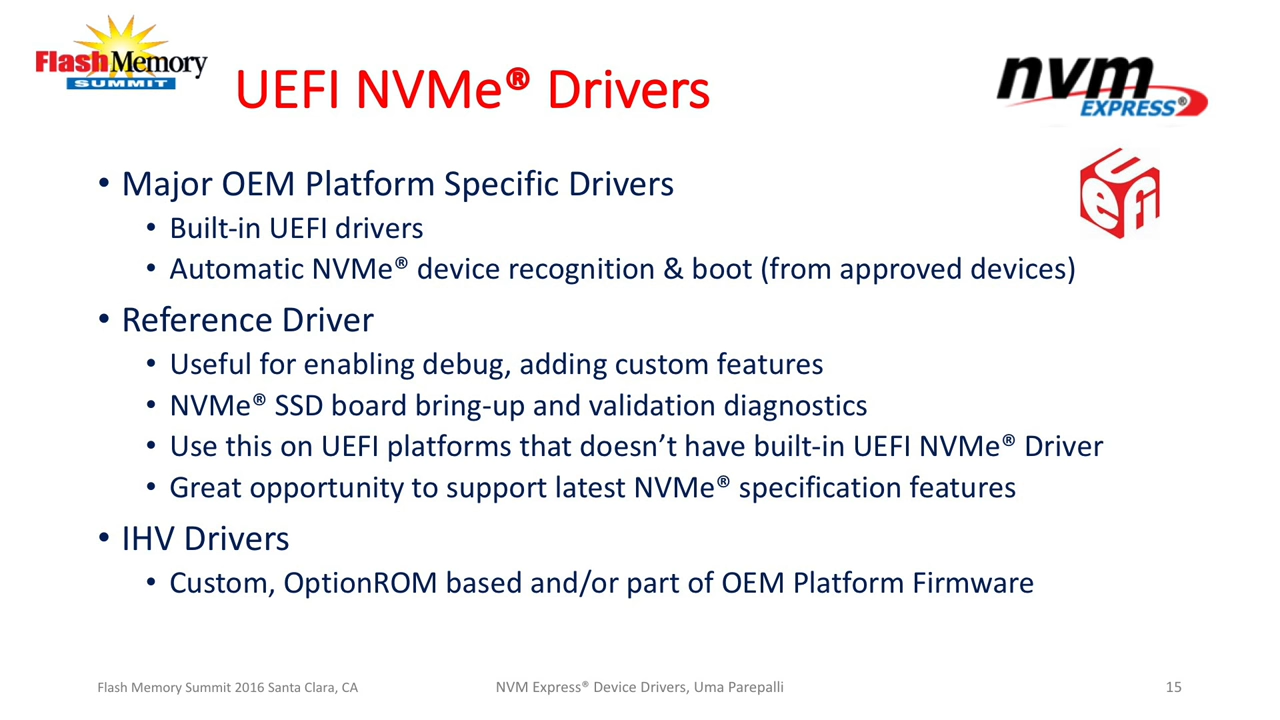 Flash Memory
SUMMIT
UEFI NVMe® Drivers
nvm
EXPRESS®
uefi
• Major OEM Platform Specific Drivers
• Built-in UEFI drivers
• Automatic NVMe® device recognition & boot (from approved devices)
• Reference Driver
• Useful for enabling debug, adding custom features
• NVMe® SSD board bring-up and validation diagnostics
• Use this on UEFI platforms that doesn’t have built-in UEFI NVMe® Driver
• Great opportunity to support latest NVMe® specification features
• IHV Drivers
• Custom, OptionROM based and/or part of OEM Platform Firmware
Flash Memory Summit 2016 Santa Clara, CA
NVM Express® Device Drivers, Uma Parepalli
15